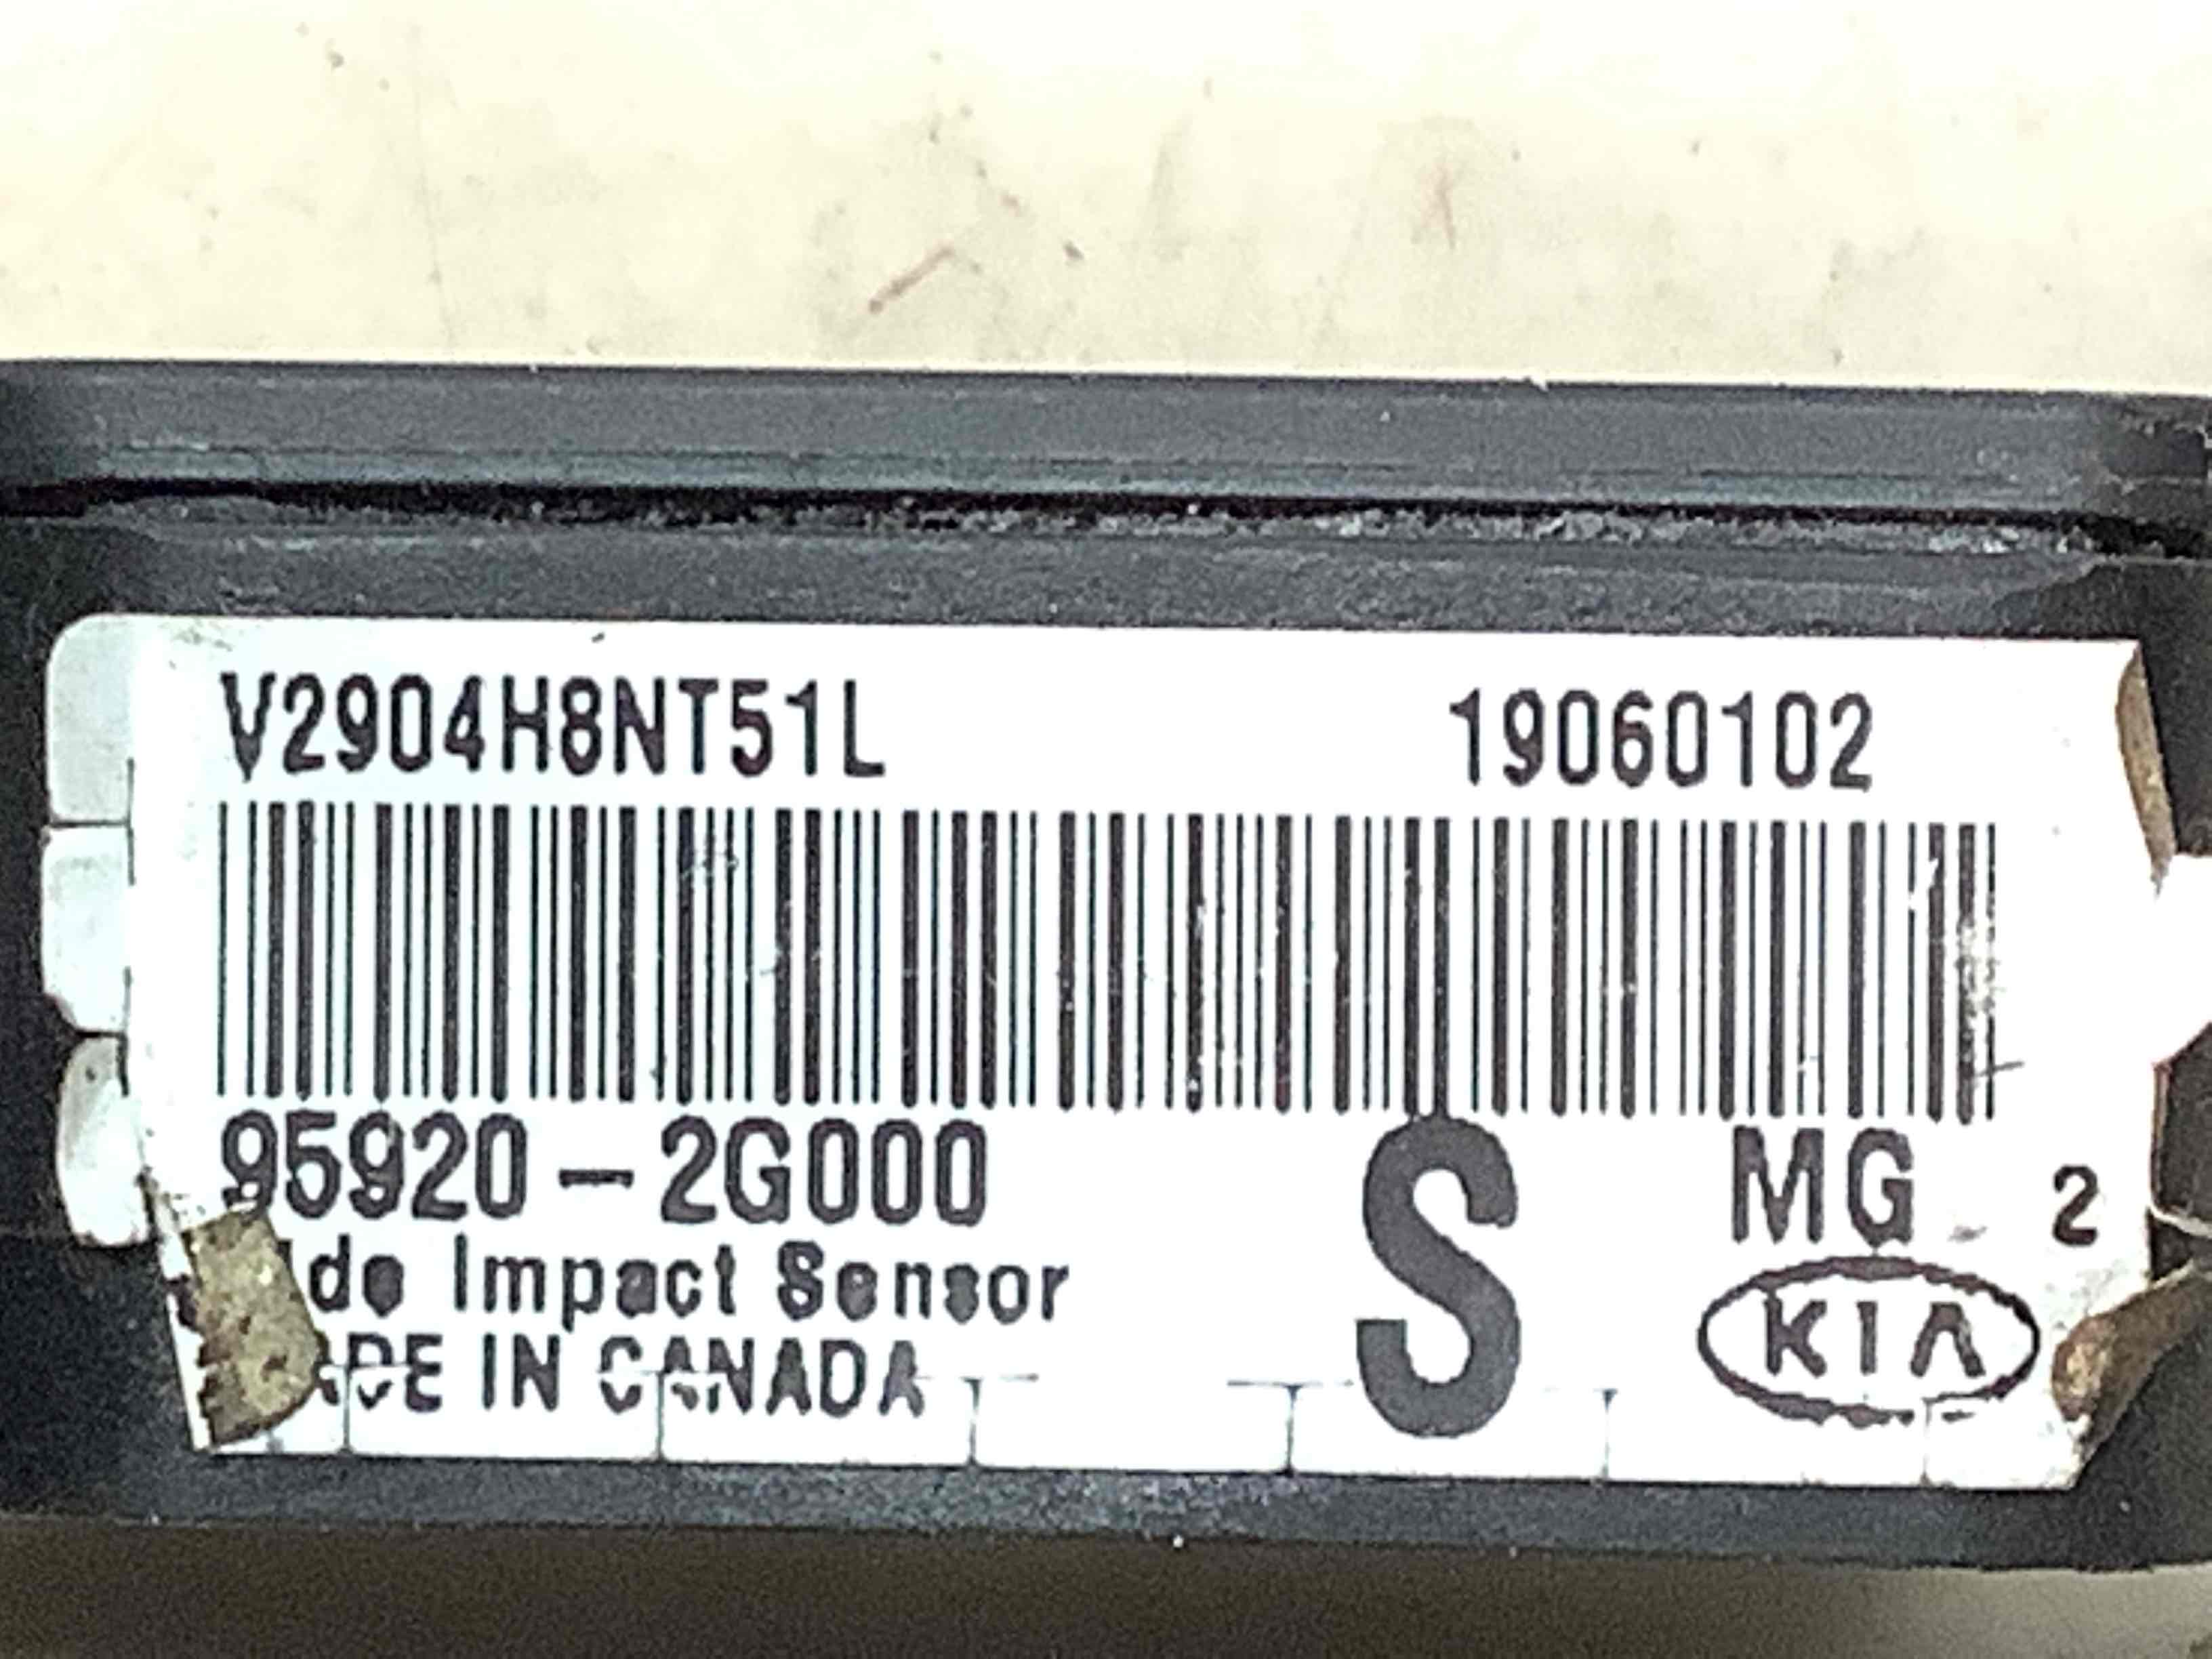 V2904H8NT51L 19060102
95920-2G000 S MG 2
Impact Sensor
IN CANADA
KIA